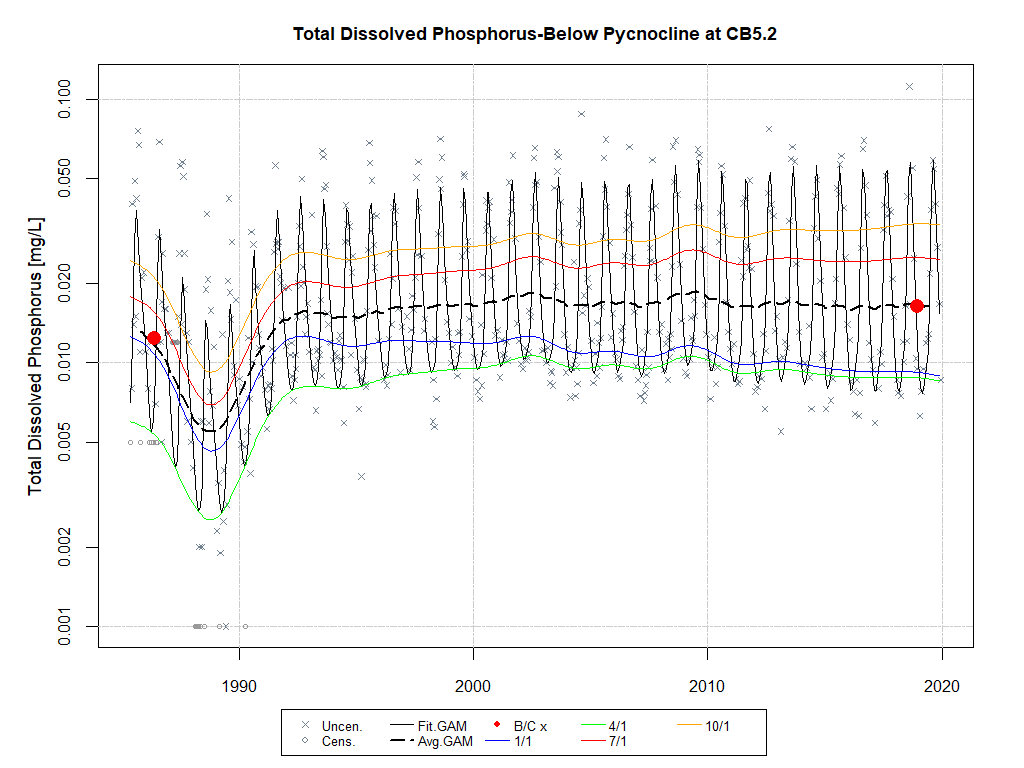 Total Dissolved Phosphorus-Below Pycnocline at CB5.2
Total Dissolved Phosphorus [mg/L]
0.100
0.050
0.020
0.010
0.005
0.002
0.001
1990 2000 2010 2020
Uncen. Fit.GAM B/C x 4/1 10/1
Cens. Avg.GAM 1/1 7/1